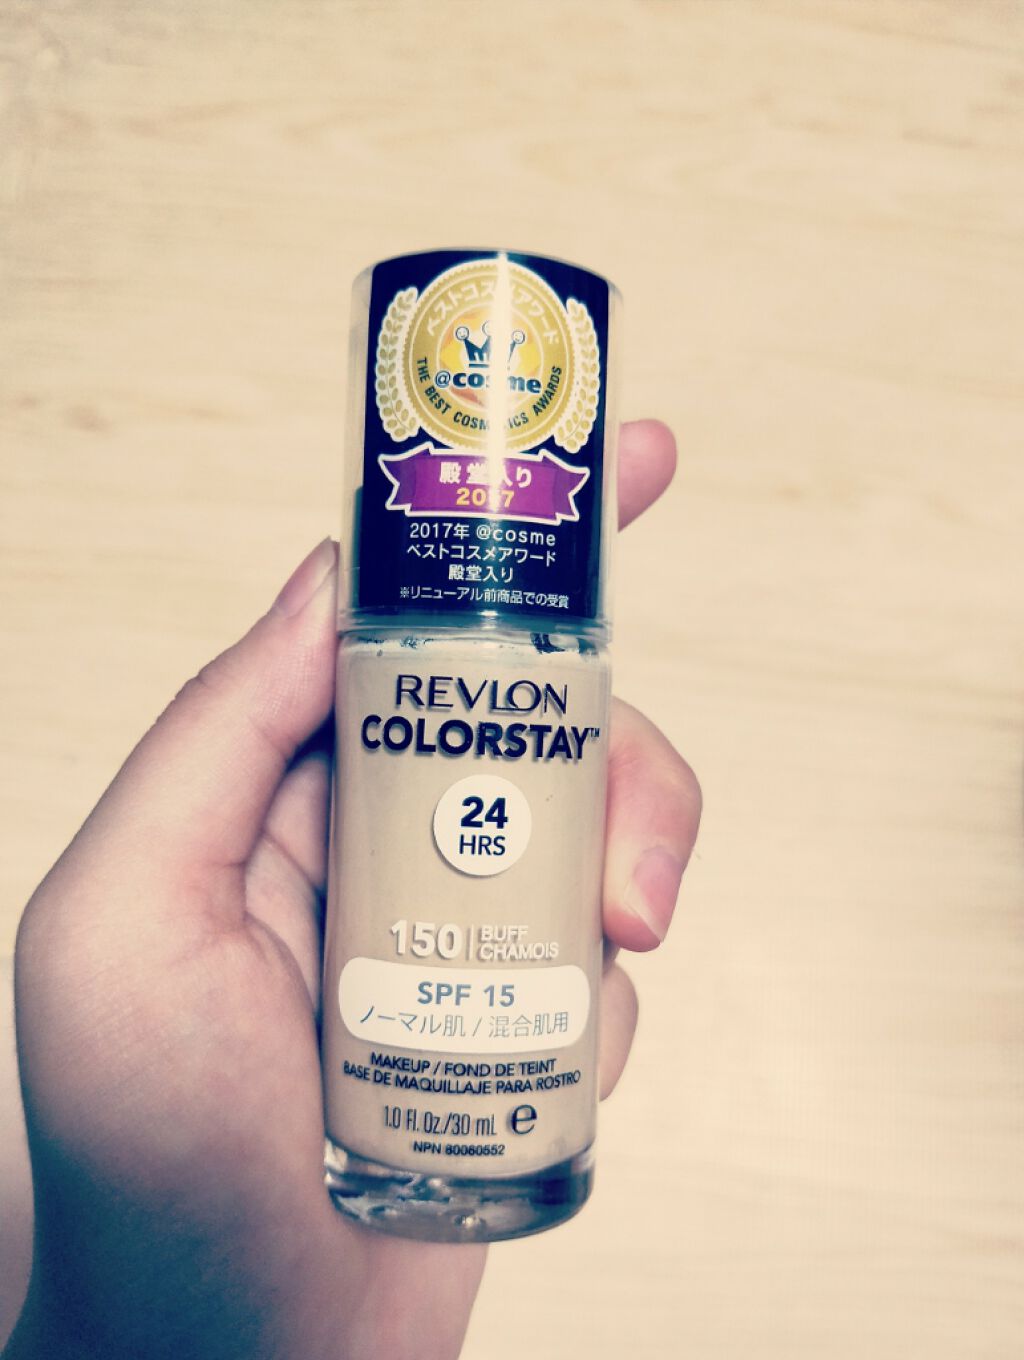 ベストコスメアワード
@cosme
THE BEST COSMETICS AWARDS
殿堂入り
2017
2017年 @cosme
ベストコスメアワード
殿堂入り
※リニューアル前商品での受賞
REVLON
COLORSTAY™
24
HRS
150 | BUFF
CHAMOIS
SPF 15
ノーマル肌 / 混合肌用
MAKEUP / FOND DE TEINT
BASE DE MAQUILLAJE PARA ROSTRO
1.0 Fl. Oz./30 mL e
NPN 80060552